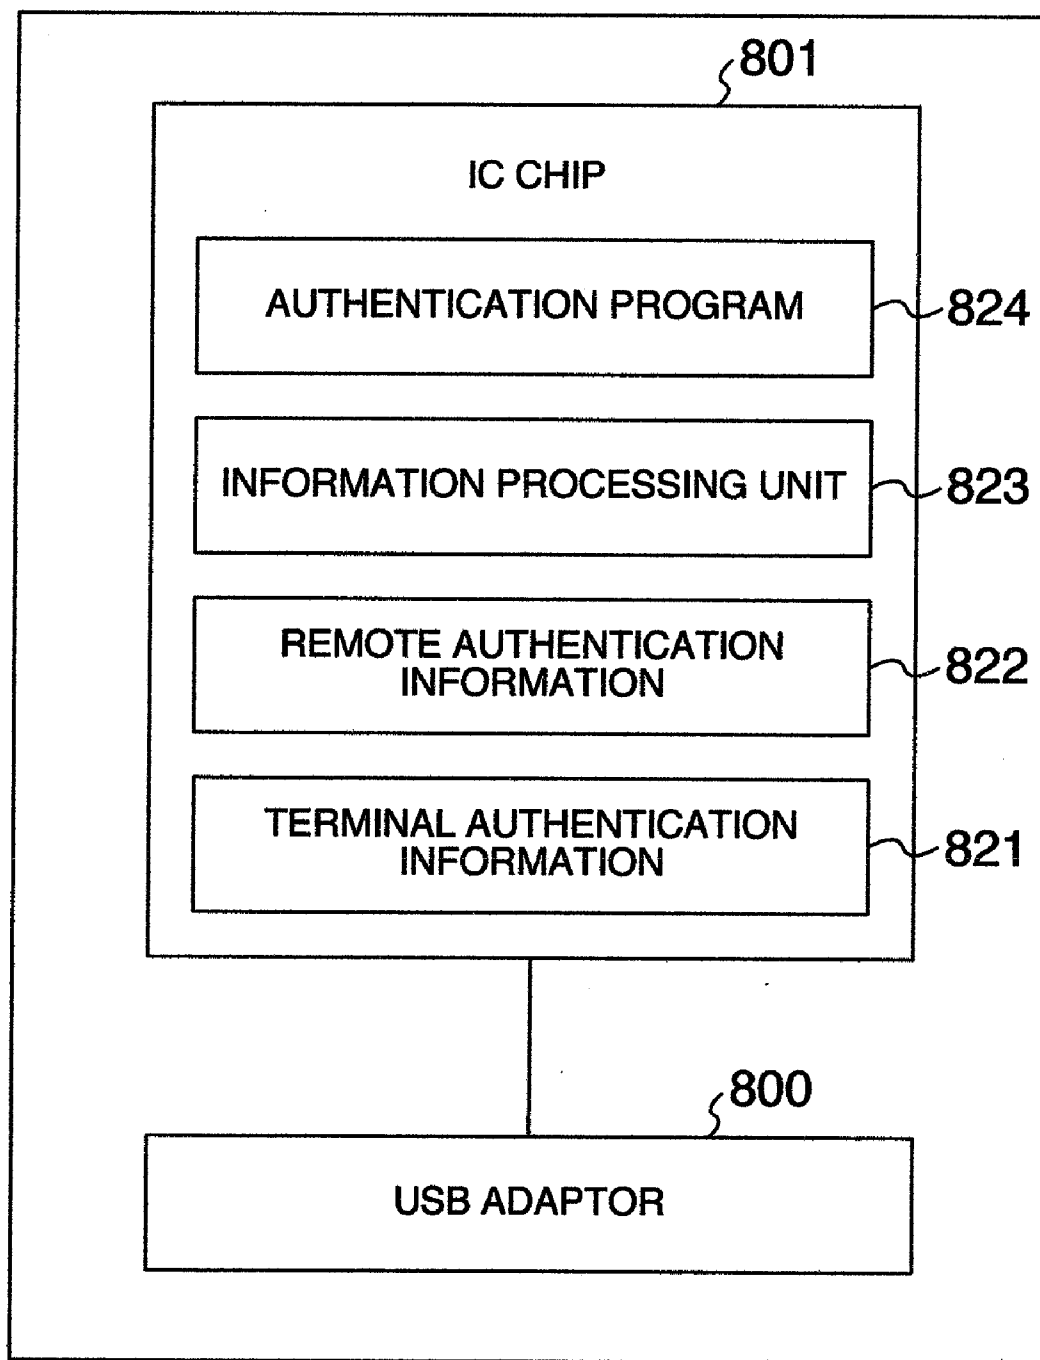 801
IC CHIP
AUTHENTICATION PROGRAM
824
INFORMATION PROCESSING UNIT
823
REMOTE AUTHENTICATION
INFORMATION
822
TERMINAL AUTHENTICATION
INFORMATION
821
800
USB ADAPTOR